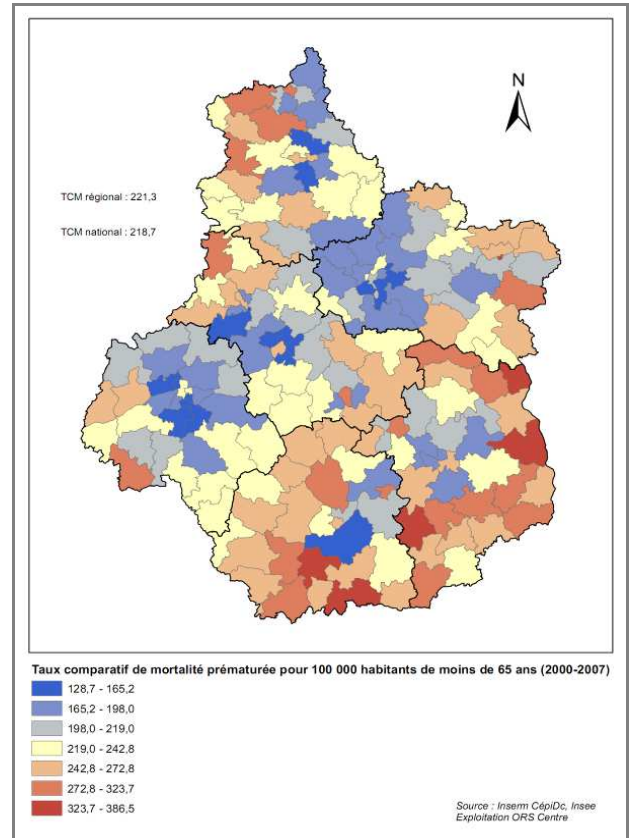 N
TCM régional : 221,3
TCM national : 218,7
Taux comparatif de mortalité prématurée pour 100 000 habitants de moins de 65 ans (2000-2007)
128,7 - 165,2
165,2 - 198,0
198,0 - 219,0
219,0 - 242,8
242,8 - 272,8
272,8 - 323,7
323,7 - 386,5
Source : Inserm CépiDc, Insee
Exploitation ORS Centre